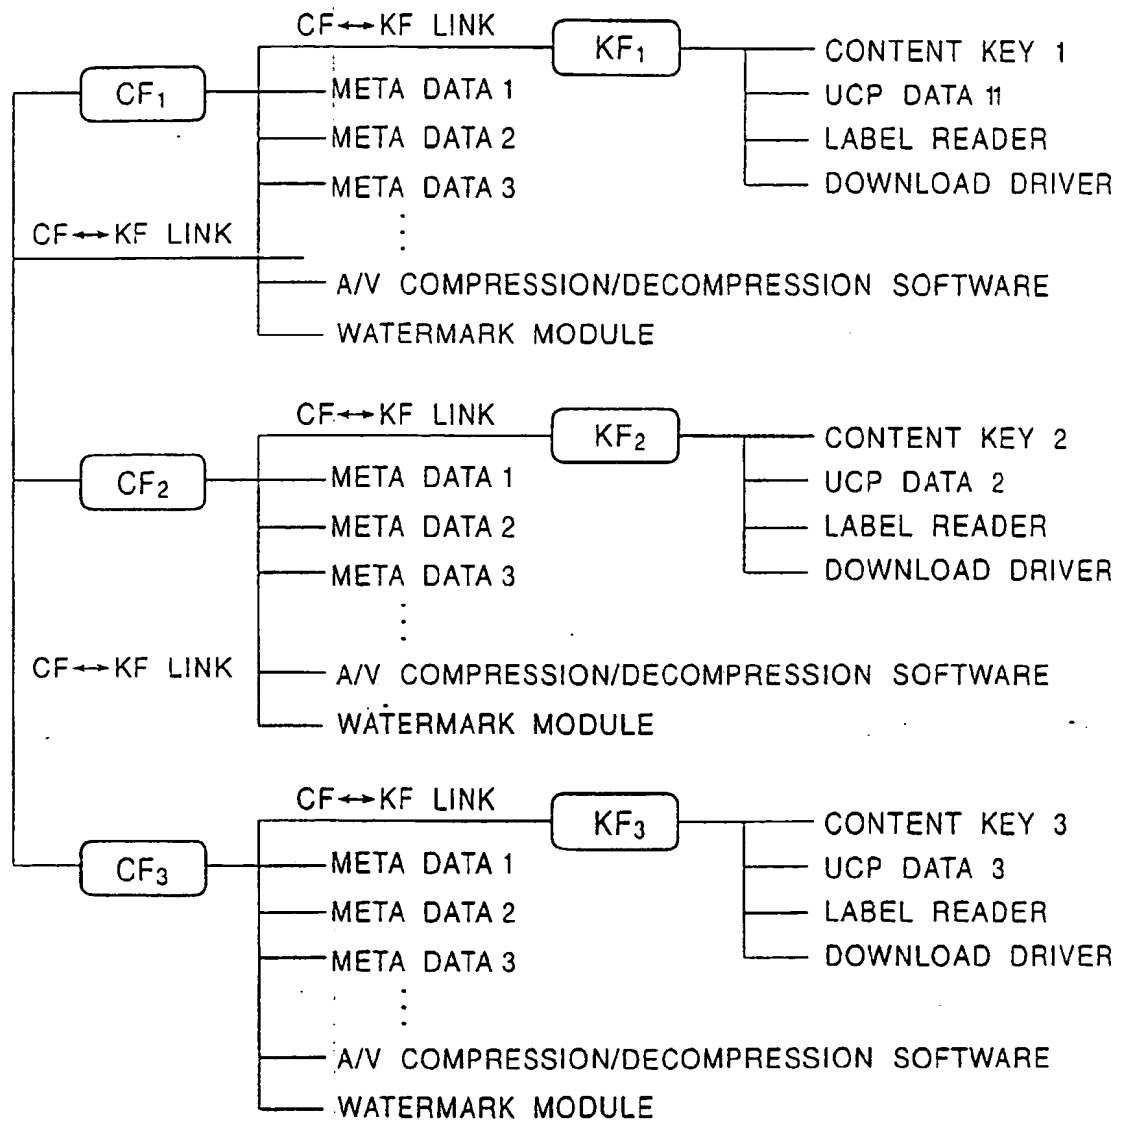 CF↔KF LINK
KF1
CONTENT KEY 1
CF1
META DATA 1
UCP DATA 11
META DATA 2
LABEL READER
META DATA 3
DOWNLOAD DRIVER
CF↔KF LINK
A/V COMPRESSION/DECOMPRESSION SOFTWARE
WATERMARK MODULE
CF↔KF LINK
KF2
CONTENT KEY 2
CF2
META DATA 1
UCP DATA 2
META DATA 2
LABEL READER
META DATA 3
DOWNLOAD DRIVER
CF↔KF LINK
A/V COMPRESSION/DECOMPRESSION SOFTWARE
WATERMARK MODULE
CF↔KF LINK
KF3
CONTENT KEY 3
CF3
META DATA 1
UCP DATA 3
META DATA 2
LABEL READER
META DATA 3
DOWNLOAD DRIVER
A/V COMPRESSION/DECOMPRESSION SOFTWARE
WATERMARK MODULE